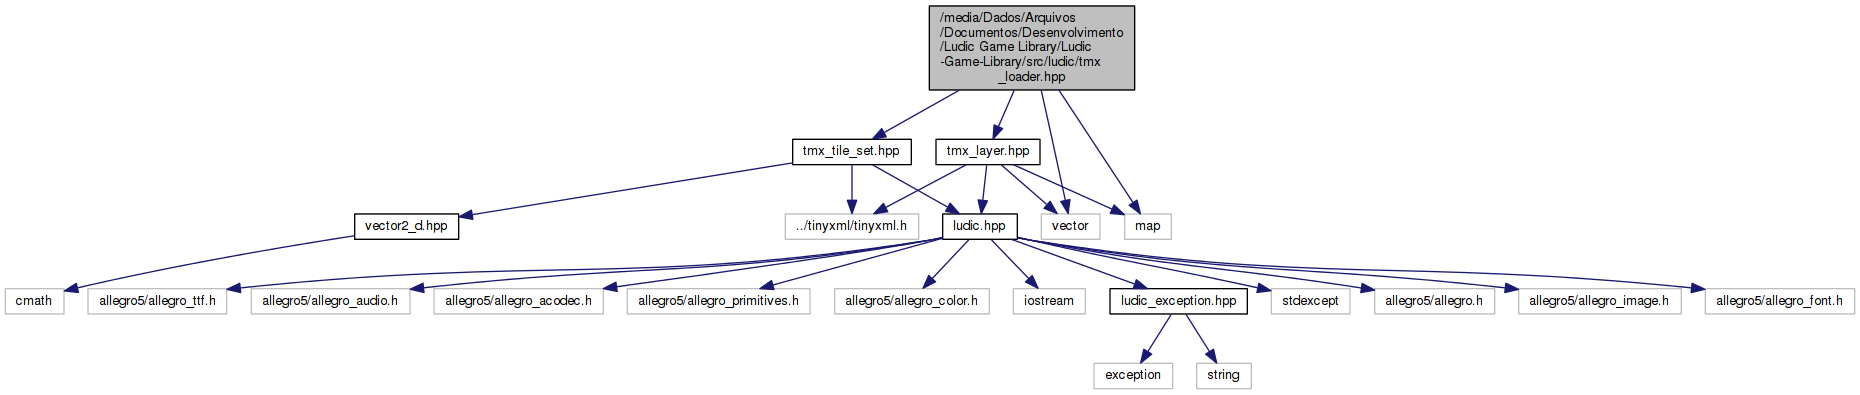 /media/Dados/Arquivos
/Documentos/Desenvolvimento
/Ludic Game Library/Ludic
-Game-Library/src/ludic/tmx
_loader.hpp
tmx_tile_set.hpp
tmx_layer.hpp
vector2_d.hpp
../tinyxml/tinyxml.h
ludic.hpp
vector
map
cmath
allegro5/allegro_ttf.h
allegro5/allegro_audio.h
allegro5/allegro_acodec.h
allegro5/allegro_primitives.h
allegro5/allegro_color.h
iostream
ludic_exception.hpp
stdexcept
allegro5/allegro.h
allegro5/allegro_image.h
allegro5/allegro_font.h
exception
string